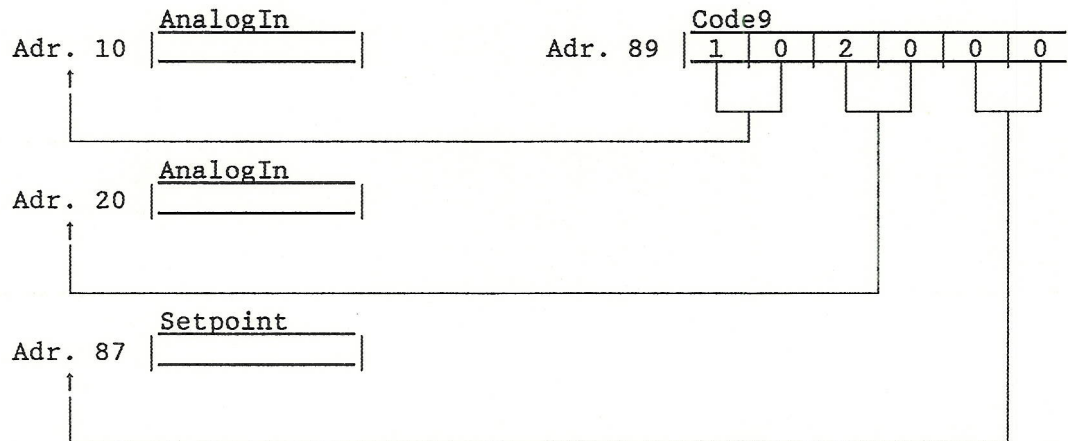 AnalogIn Code9
Adr. 10 Adr. 89 1 0 2 0 0 0
AnalogIn
Adr. 20
Setpoint
Adr. 87